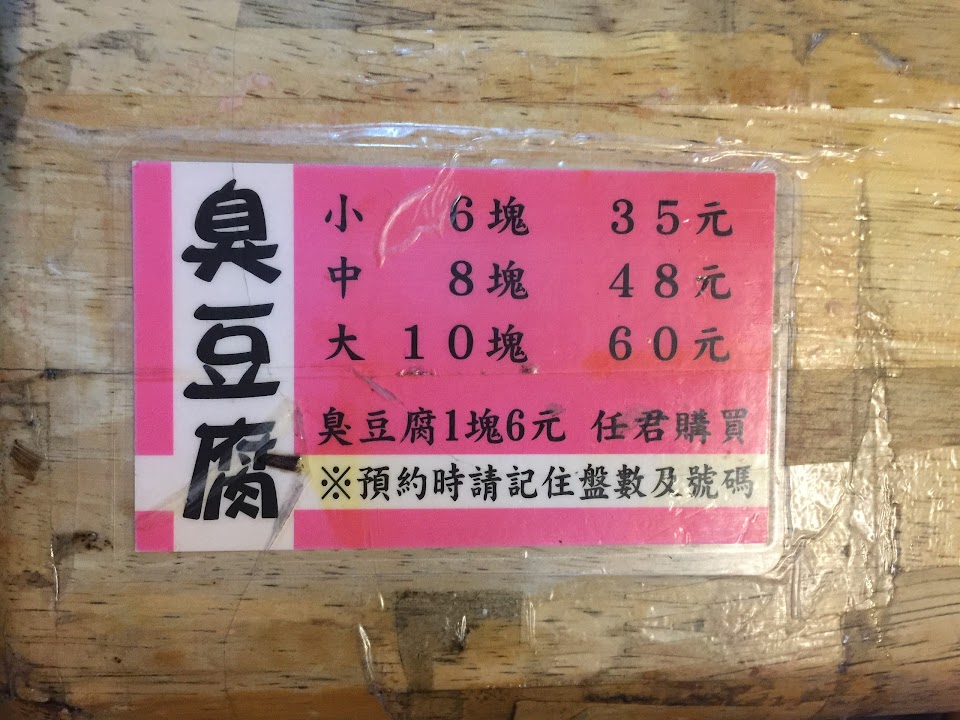 臭豆腐
小 6塊 35元
中 8塊 48元
大 10塊 60元
臭豆腐1塊6元 任君購買
※預約時請記住盤數及號碼